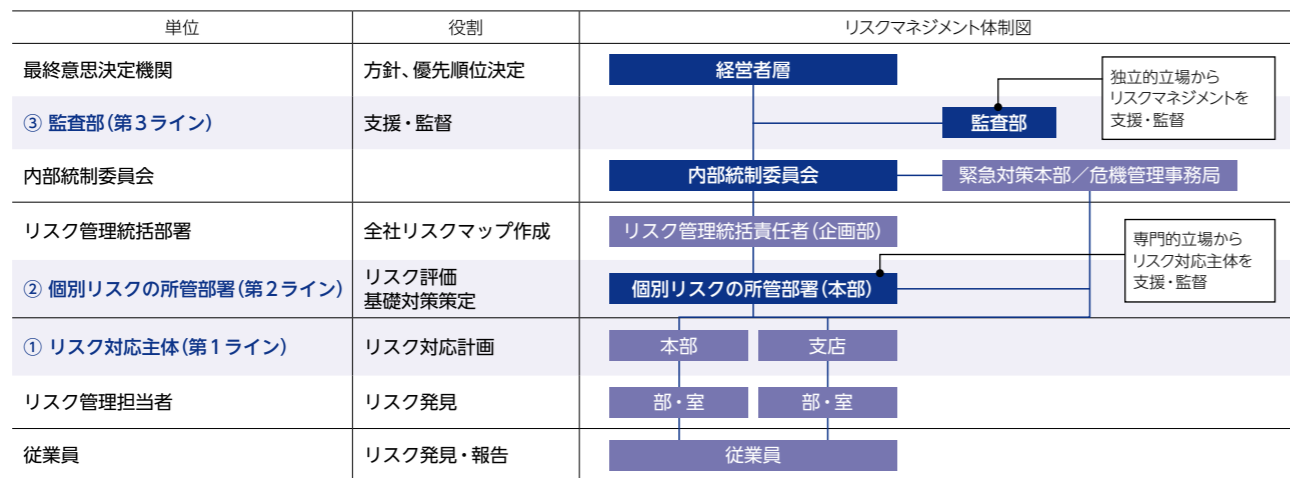 単位 役割 リスクマネジメント体制図
最終意思決定機関 方針、優先順位決定 経営者層
独立的立場から
リスクマネジメントを
支援・監督
③ 監査部(第3ライン) 支援・監督 監査部
内部統制委員会 内部統制委員会 緊急対策本部/危機管理事務局
リスク管理統括部署 全社リスクマップ作成 リスク管理統括責任者(企画部)
専門的立場から
リスク対応主体を
支援・監督
② 個別リスクの所管部署(第2ライン) リスク評価
基礎対策策定
個別リスクの所管部署(本部)
① リスク対応主体(第1ライン) リスク対応計画 本部 支店
リスク管理担当者 リスク発見 部・室 部・室
従業員 リスク発見・報告 従業員